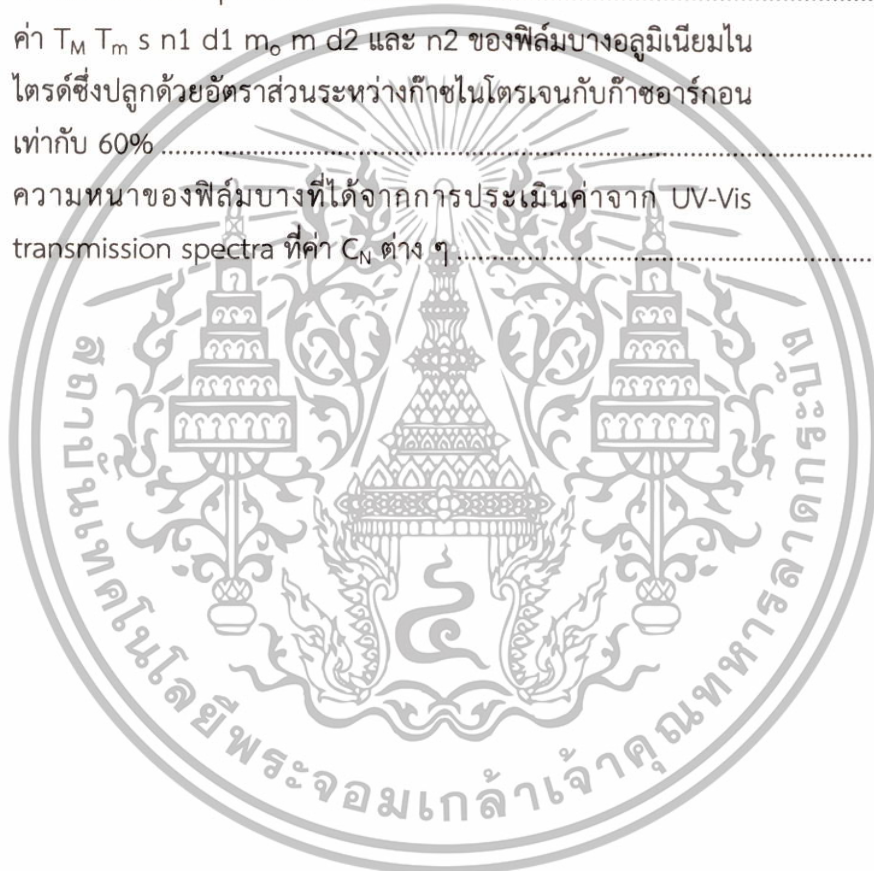 ค่า T_M T_m s n1 d1 m_o m d2 และ n2 ของฟิล์มบางอลูมิเนียมไน
ไตรด์ซึ่งปลูกด้วยอัตราส่วนระหว่างก๊าซไนโตรเจนกับก๊าซอาร์กอน
เท่ากับ 60% ........................................................................
ความหนาของฟิล์มบางที่ได้จากการประเมินค่าจาก UV-Vis
transmission spectra ที่ค่า C_N ต่าง ๆ ..........................................
สถาบันเทคโนโลยีพระจอมเกล้าเจ้าคุณทหารลาดกระบัง
๔